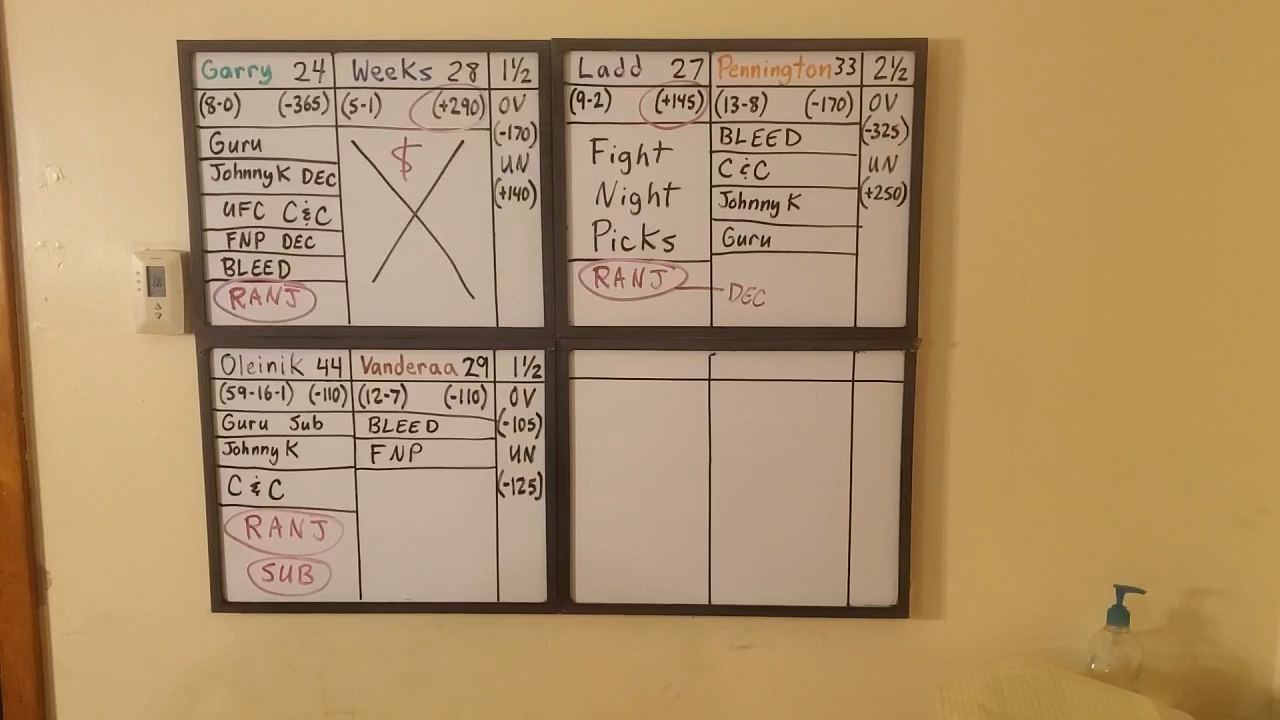 Garry 24 Weeks 28 1½
(8-0) (-365) (5-1) (+290) OV
(-170)
UN
(+140)
Guru
Johnny K DEC
UFC C&C
FNP DEC
BLEED
RANJ
$
Ladd 27 Pennington 33 2½
(9-2) (+145) (13-8) (-170) OV
(-325)
UN
(+250)
Fight
Night
Picks
RANJ
BLEED
C&C
Johnny K
Guru
DEC
Oleinik 44 Vanderaa 29 1½
(59-16-1) (-110) (12-7) (-110) OV
(-105)
UN
(-125)
Guru Sub
Johnny K
C&C
RANJ
SUB
BLEED
FNP